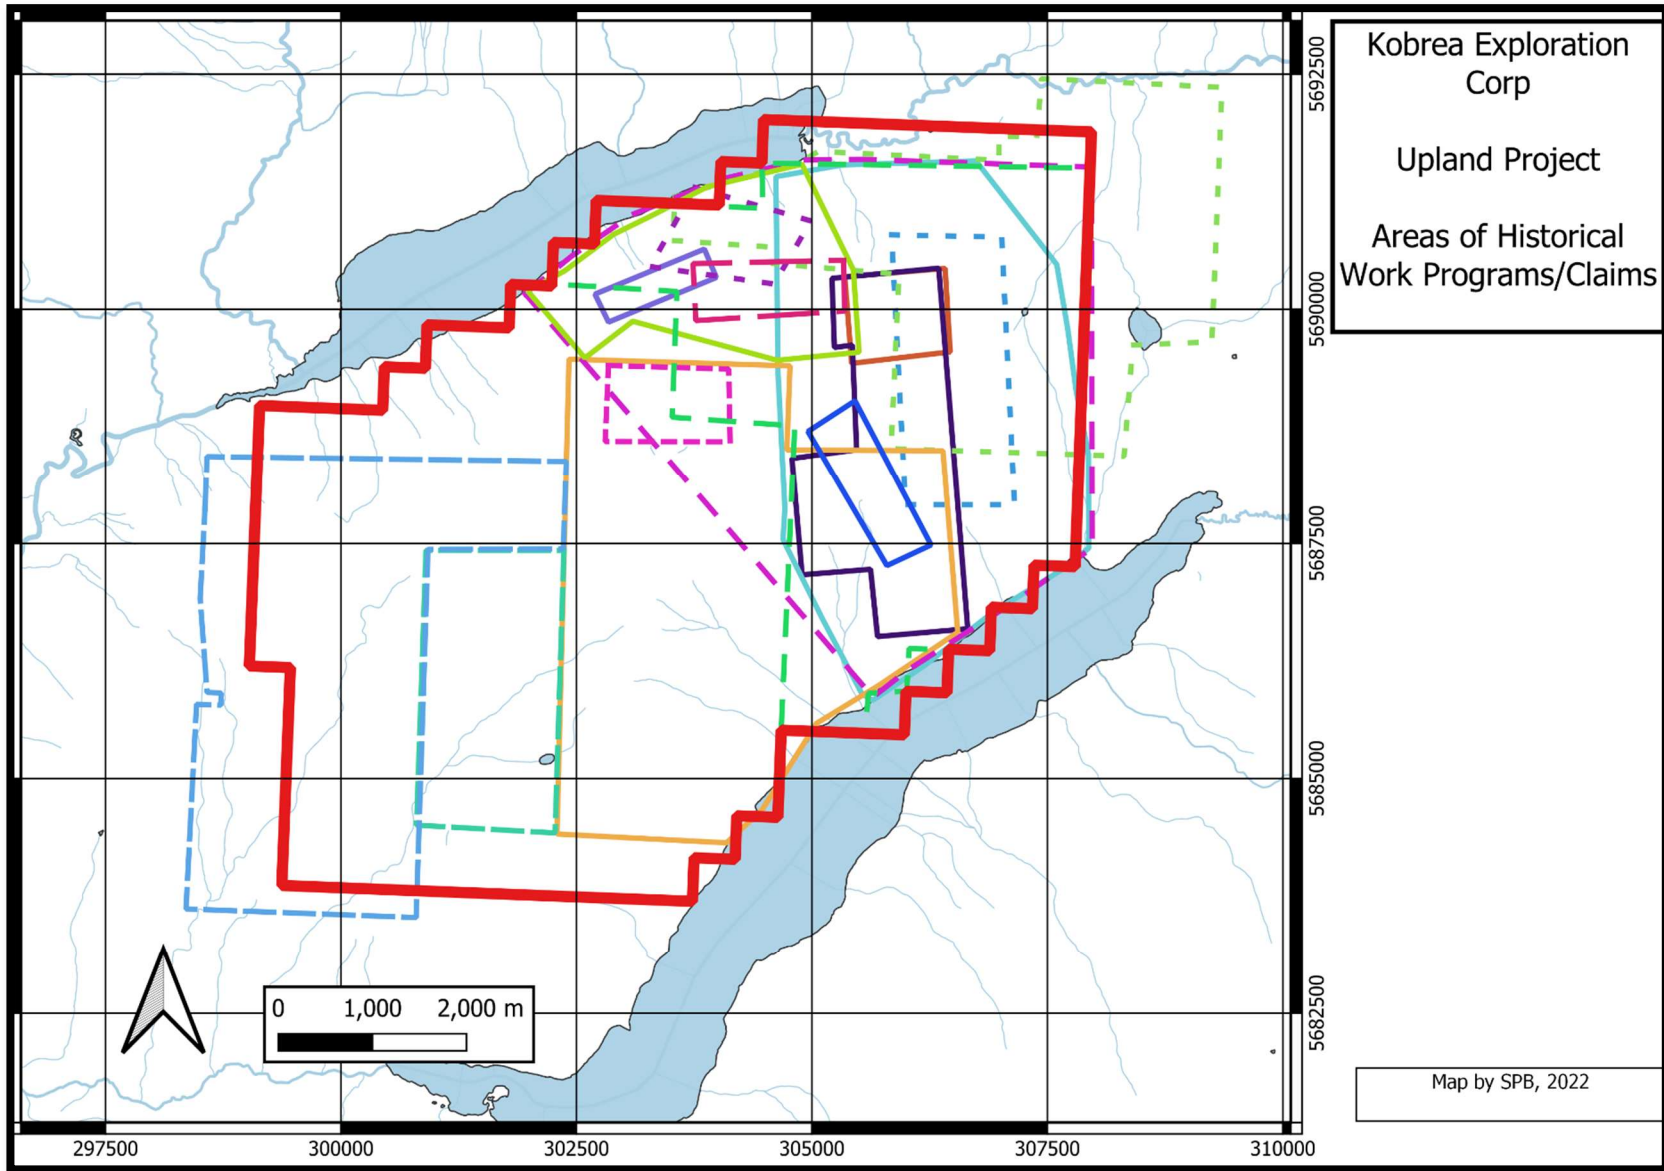 Kobrea Exploration
Corp
Upland Project
Areas of Historical
Work Programs/Claims
5692500
5690000
5687500
5685000
5682500
0 1,000 2,000 m
Map by SPB, 2022
297500 300000 302500 305000 307500 310000